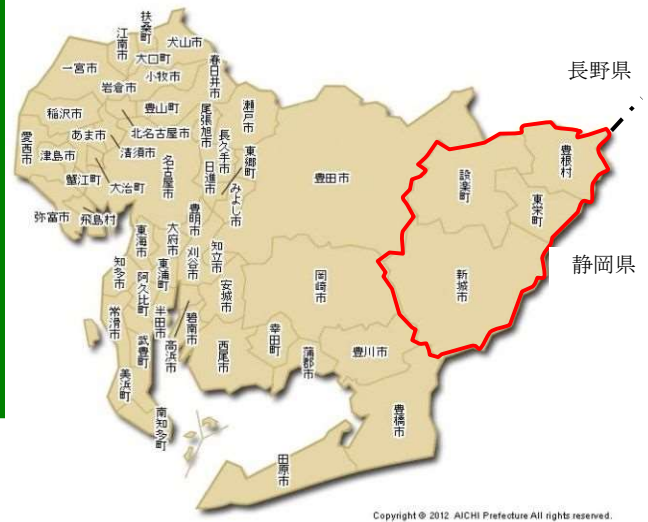 扶桑町
江南市
犬山市
大口町
一宮市
小牧市
春日井市
岩倉市
長野県
稲沢市
豊山町
尾張旭市
瀬戸市
あま市
北名古屋市
長久手市
東郷町
愛西市
津島市
清須市
名古屋市
日進市
豊根村
蟹江町
大治町
みよし市
豊田市
設楽町
弥富市
飛島村
豊明市
東栄町
東海市
大府市
刈谷市
知立市
静岡県
知多市
東浦町
阿久比町
安城市
岡崎市
新城市
常滑市
半田市
碧南市
高浜市
武豊町
西尾市
幸田町
蒲郡市
豊川市
美浜町
南知多町
豊橋市
田原市
Copyright © 2012 AICHI Prefecture All rights reserved.